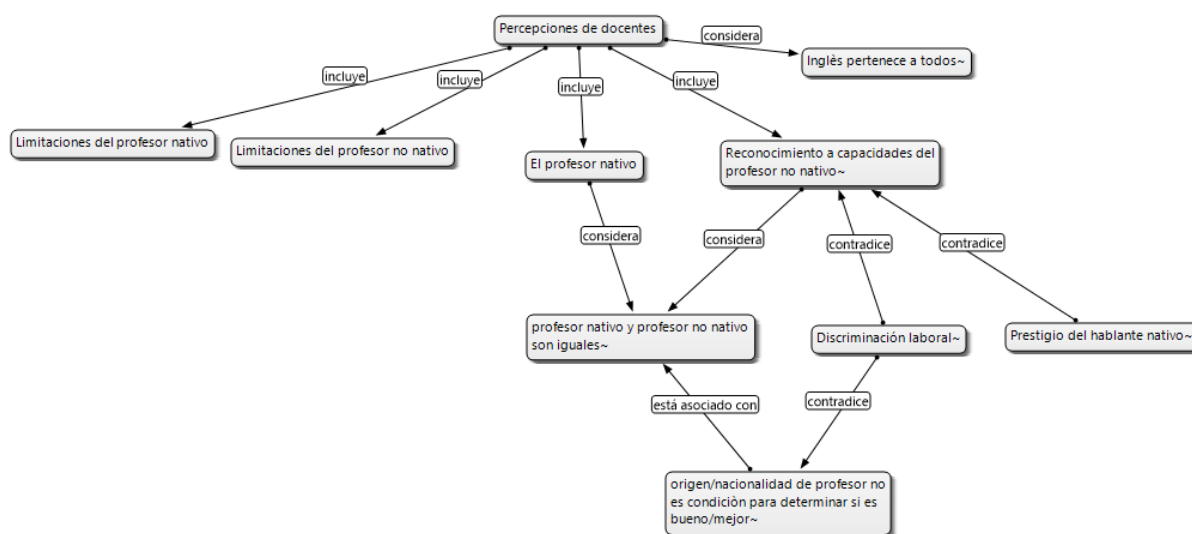 Percepciones de docentes
considera
Inglès pertenece a todos~
incluye
incluye
incluye
incluye
Limitaciones del profesor nativo
Limitaciones del profesor no nativo
El profesor nativo
Reconocimiento a capacidades del
profesor no nativo~
considera
considera
contradice
contradice
profesor nativo y profesor no nativo
son iguales~
Discriminación laboral~
Prestigio del hablante nativo~
está asociado con
contradice
origen/nacionalidad de profesor no
es condiciòn para determinar si es
bueno/mejor~